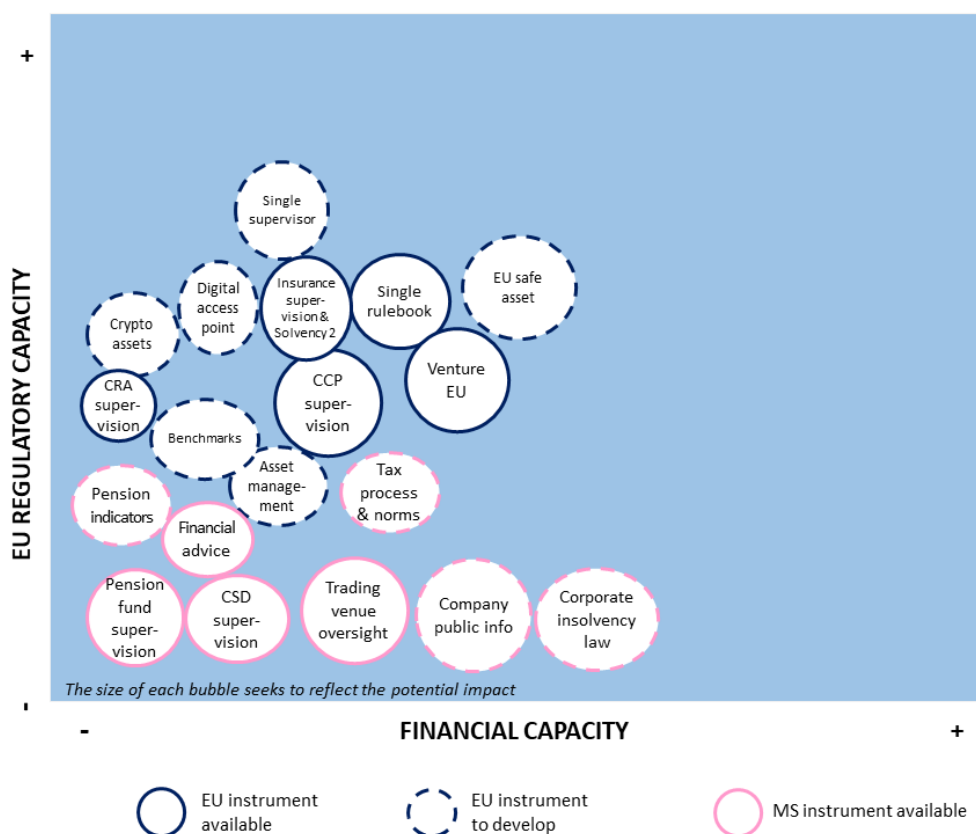 +
EU REGULATORY CAPACITY
-
Single
supervisor
Digital
access
point
Insurance
super-
vision &
Solvency 2
Single
rulebook
EU safe
asset
Crypto
assets
CRA
super-
vision
CCP
super-
vision
Venture
EU
Benchmarks
Asset
manage-
ment
Tax
process
& norms
Pension
indicators
Financial
advice
Pension
fund
super-
vision
CSD
super-
vision
Trading
venue
oversight
Company
public info
Corporate
insolvency
law
The size of each bubble seeks to reflect the potential impact
-
FINANCIAL CAPACITY
+
EU instrument
available
EU instrument
to develop
MS instrument available